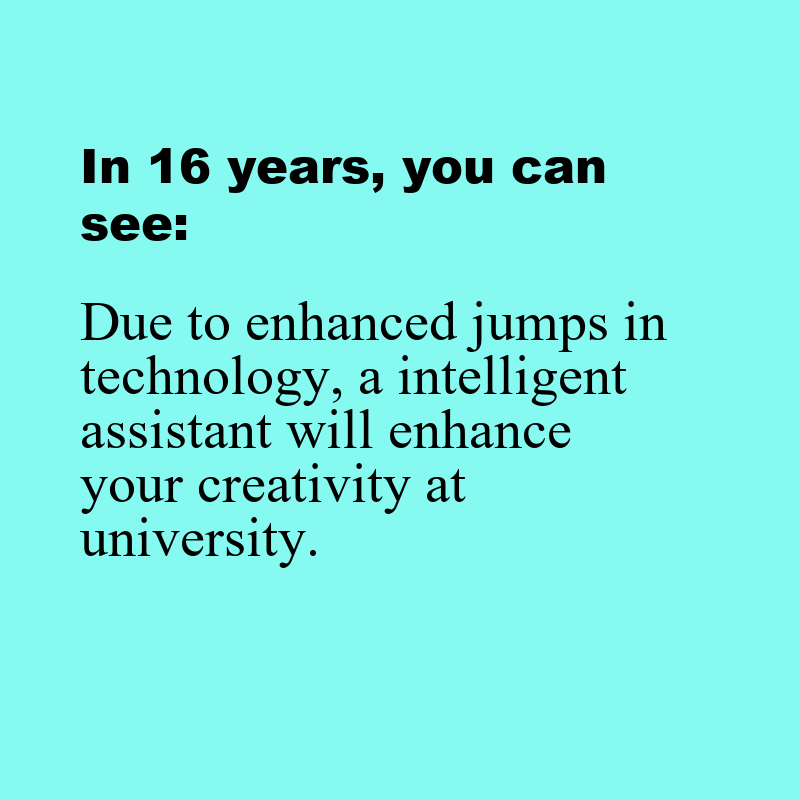 In 16 years, you can
see:
Due to enhanced jumps in
technology, a intelligent
assistant will enhance
your creativity at
university.